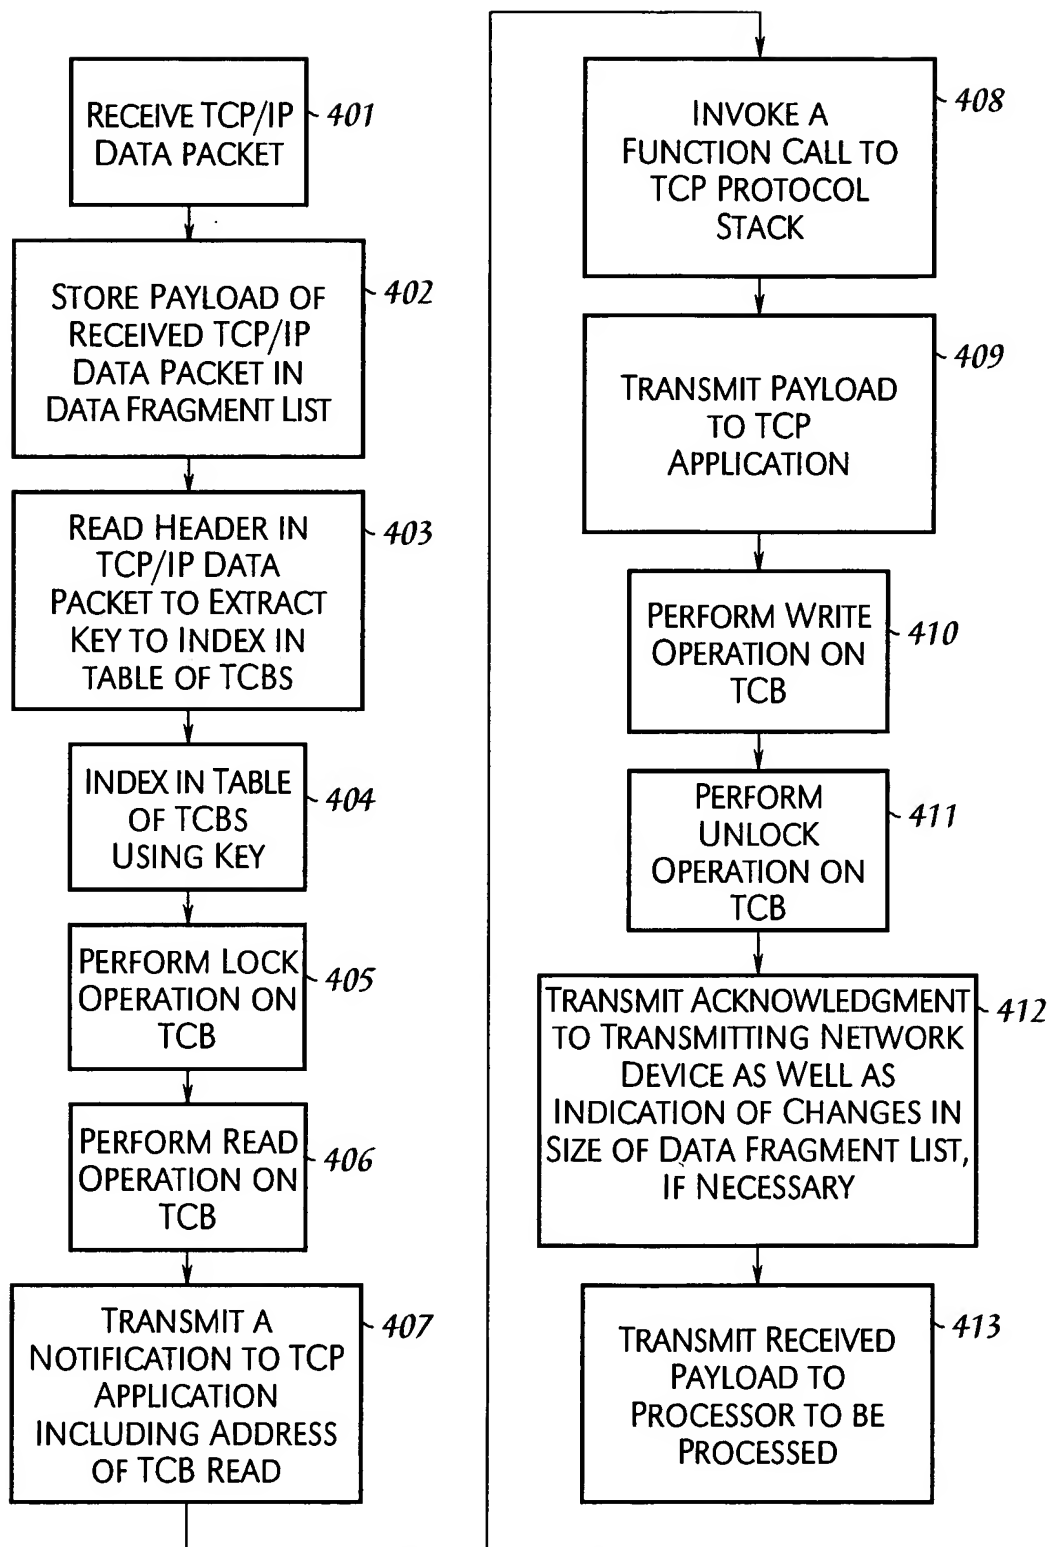 RECEIVE TCP/IP
DATA PACKET
401
STORE PAYLOAD OF
RECEIVED TCP/IP
DATA PACKET IN
DATA FRAGMENT LIST
402
READ HEADER IN
TCP/IP DATA
PACKET TO EXTRACT
KEY TO INDEX IN
TABLE OF TCBS
403
INDEX IN TABLE
OF TCBS
USING KEY
404
PERFORM LOCK
OPERATION ON
TCB
405
PERFORM READ
OPERATION ON
TCB
406
TRANSMIT A
NOTIFICATION TO TCP
APPLICATION
INCLUDING ADDRESS
OF TCB READ
407
INVOKE A
FUNCTION CALL TO
TCP PROTOCOL
STACK
408
TRANSMIT PAYLOAD
TO TCP
APPLICATION
409
PERFORM WRITE
OPERATION ON
TCB
410
PERFORM
UNLOCK
OPERATION ON
TCB
411
TRANSMIT ACKNOWLEDGMENT
TO TRANSMITTING NETWORK
DEVICE AS WELL AS
INDICATION OF CHANGES IN
SIZE OF DATA FRAGMENT LIST,
IF NECESSARY
412
TRANSMIT RECEIVED
PAYLOAD TO
PROCESSOR TO BE
PROCESSED
413